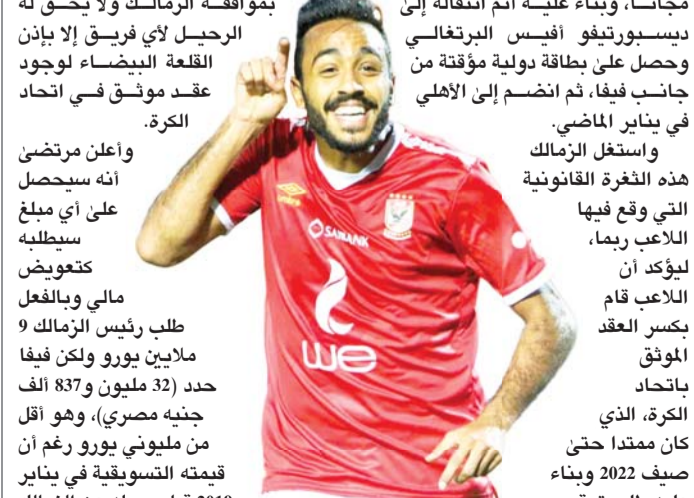 مجانا، وبناء عليه أتم انتقاله إلى
ديسبورتيفو أفيس البرتغالي
وحصل على بطاقة دولية مؤقتة من
جانب فيفا، ثم انضم إلى الأهلي
في يناير الماضي.
واستغل الزمالك
هذه الثغرة القانونية
التي وقع فيها
اللاعب ربما،
ليؤكد أن
اللاعب قام
بكسر العقد
الموثق
باتحاد
الكرة، الذي
كان ممتدا حتى
صيف 2022 وبناء
بموافقة الزمالك ولا يحق له
الرحيل لأي فريق إلا بإذن
القلعة البيضاء لوجود
عقد موثق في اتحاد
الكرة.
وأعلن مرتضى
أنه سيحصل
على أي مبلغ
سيطلبه
كتعويض
مالي وبالفعل
طلب رئيس الزمالك 9
ملايين يورو ولكن فيفا
حدد (32 مليون و837 ألف
جنيه مصري)، وهو أقل
من مليوني يورو رغم أن
قيمته التسويقية في يناير
umbro
SAIBANK
we